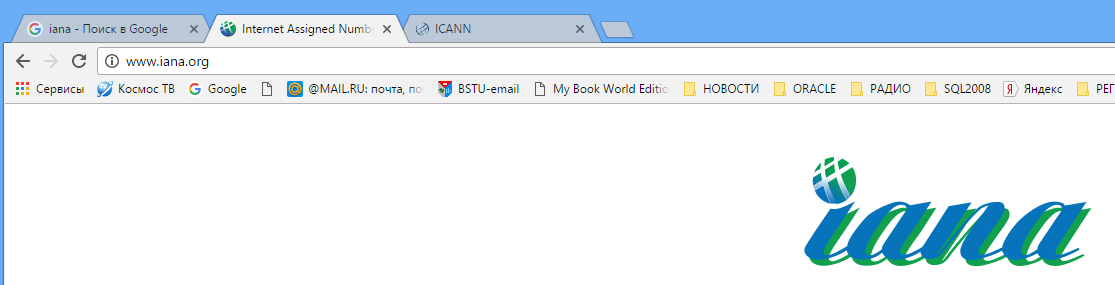 iana - Поиск в Google Internet Assigned Numbe ICANN
www.iana.org
Сервисы Космос ТВ Google @MAIL.RU: почта, по BSTU-email My Book World Editio НОВОСТИ ORACLE РАДИО SQL2008 Яндекс РЕГ
iana